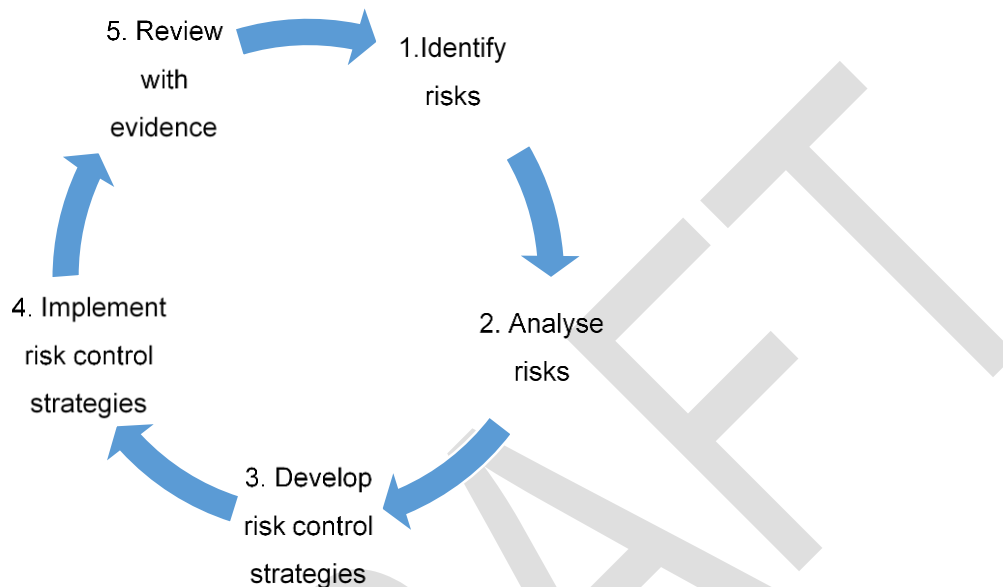 1.Identify
risks
2. Analyse
risks
3. Develop
risk control
strategies
4. Implement
risk control
strategies
5. Review
with
evidence
DRAFT